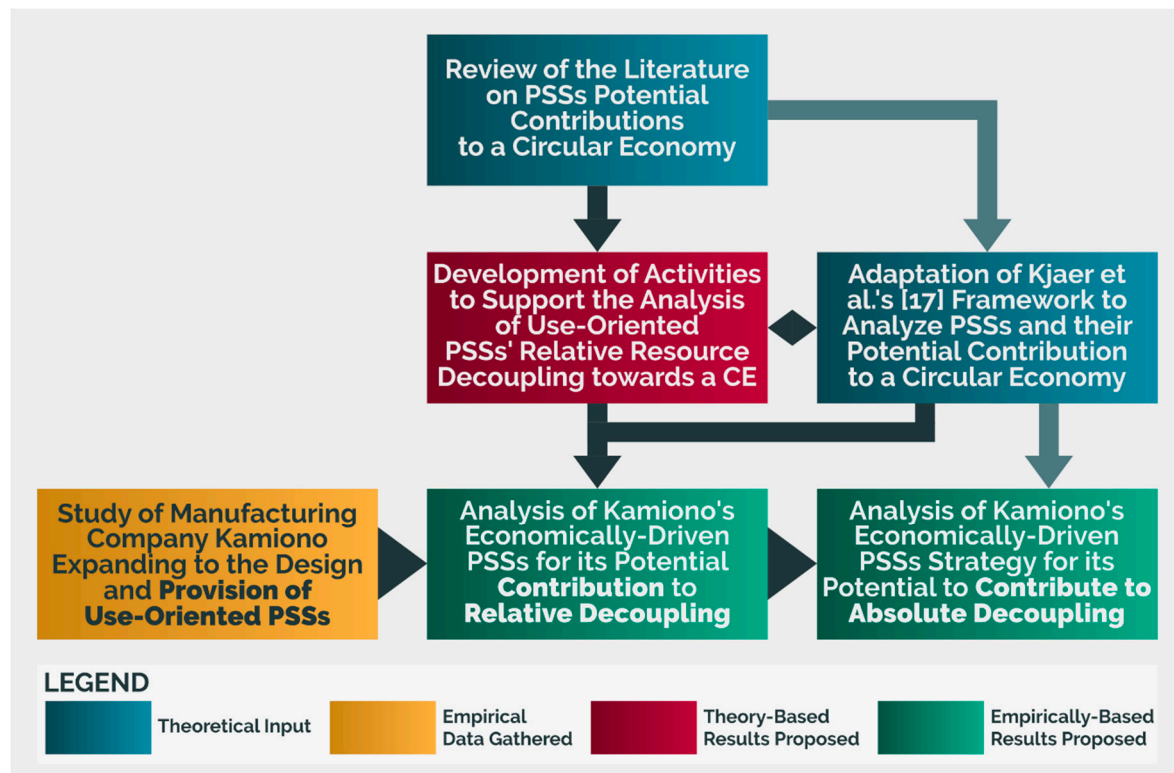 Review of the Literature
on PSSs Potential
Contributions
to a Circular Economy
Development of Activities
to Support the Analysis
of Use-Oriented
PSSs' Relative Resource
Decoupling towards a CE
Adaptation of Kjaer et
al.'s [17] Framework to
Analyze PSSs and their
Potential Contribution
to a Circular Economy
Study of Manufacturing
Company Kamiono
Expanding to the Design
and Provision of
Use-Oriented PSSs
Analysis of Kamiono's
Economically-Driven
PSSs for its Potential
Contribution to
Relative Decoupling
Analysis of Kamiono's
Economically-Driven
PSSs Strategy for its
Potential to Contribute to
Absolute Decoupling
LEGEND
Theoretical Input
Empirical
Data Gathered
Theory-Based
Results Proposed
Empirically-Based
Results Proposed